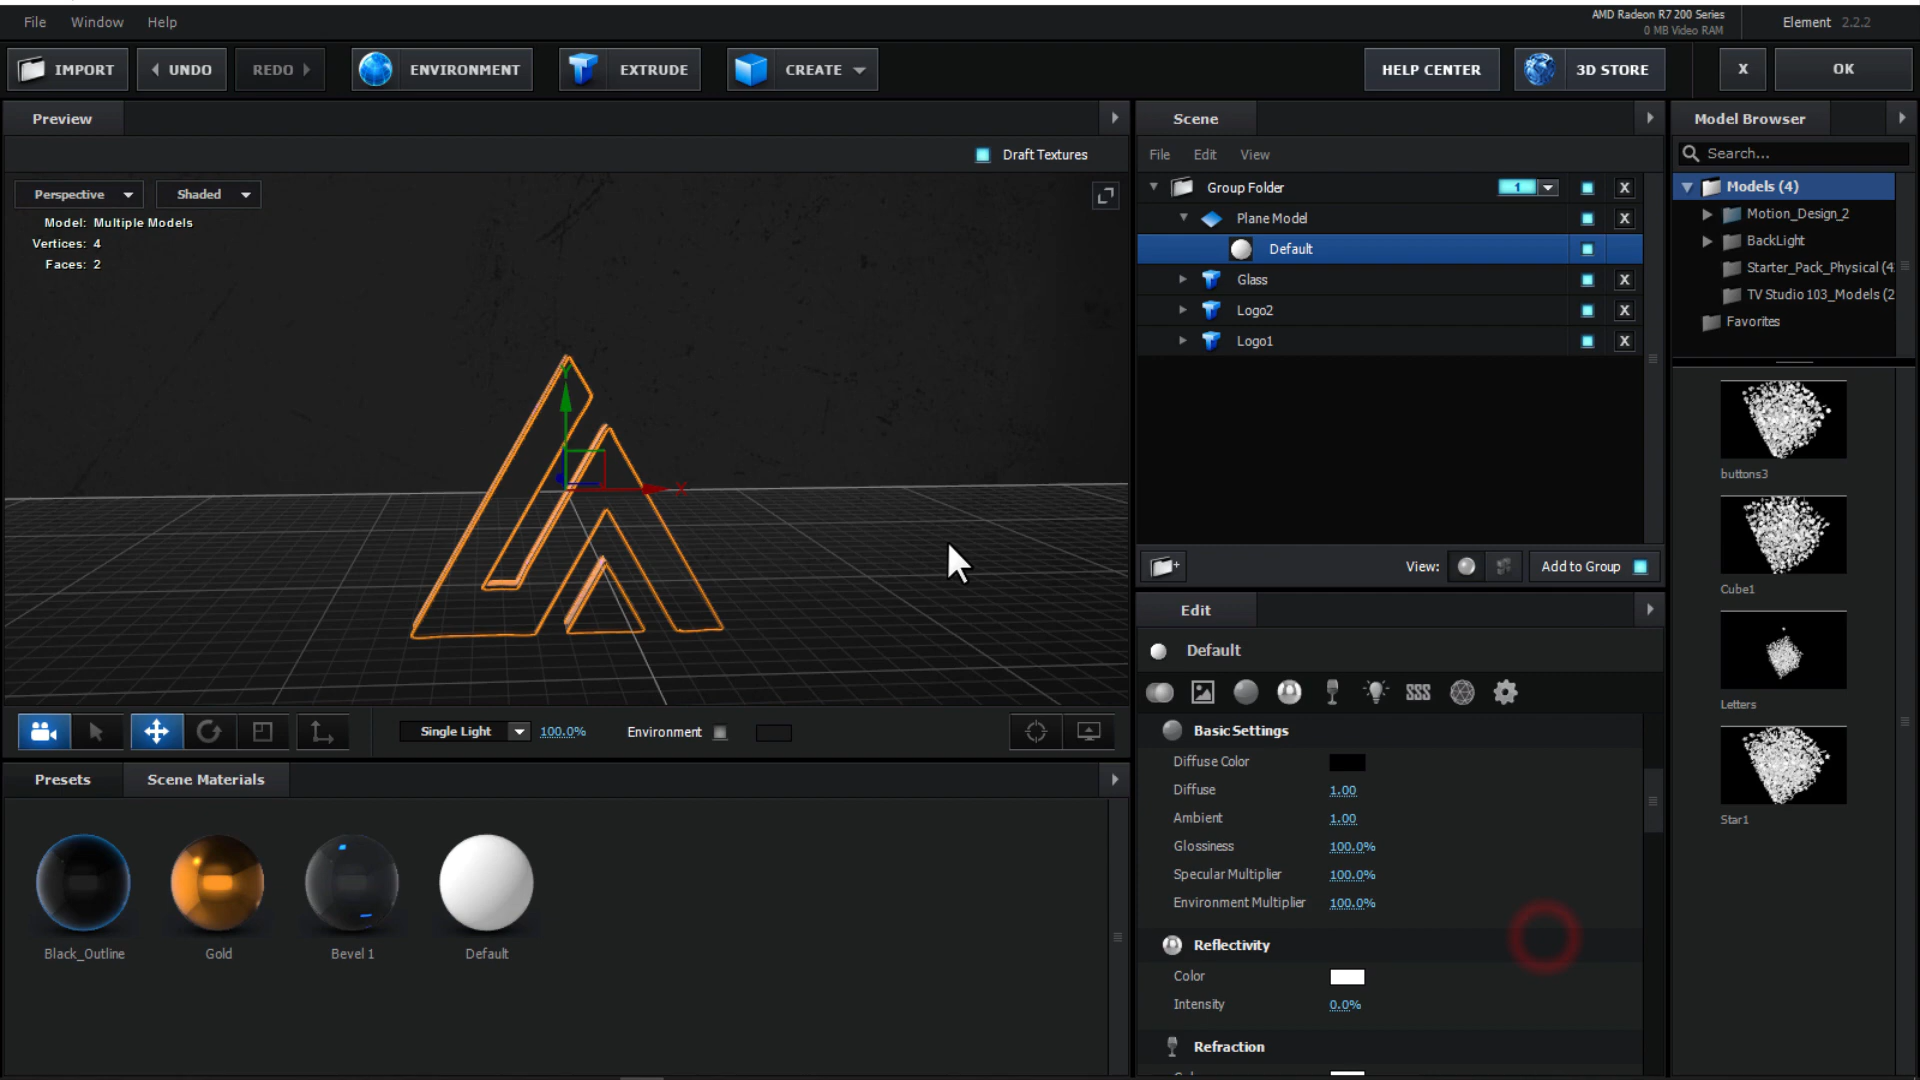 File Window Help
AMD Radeon R7 200 Series
0 MB Video RAM
Element 2.2.2
IMPORT
UNDO
REDO
ENVIRONMENT
EXTRUDE
CREATE
HELP CENTER
3D STORE
X
OK
Preview
Draft Textures
Perspective
Shaded
Model: Multiple Models
Vertices: 4
Faces: 2
Y
X
Single Light
100.0%
Environment
Presets
Scene Materials
Black_Outline
Gold
Bevel 1
Default
Scene
File Edit View
Group Folder
1
X
Plane Model
X
Default
Glass
X
Logo2
X
Logo1
X
View:
Add to Group
Edit
Default
SSS
Basic Settings
Diffuse Color
Diffuse 1.00
Ambient 1.00
Glossiness 100.0%
Specular Multiplier 100.0%
Environment Multiplier 100.0%
Reflectivity
Color
Intensity 0.0%
Refraction
Model Browser
Search...
Models (4)
Motion_Design_2
BackLight
Starter_Pack_Physical (4
TV Studio 103_Models (2
Favorites
buttons3
Cube1
Letters
Star1